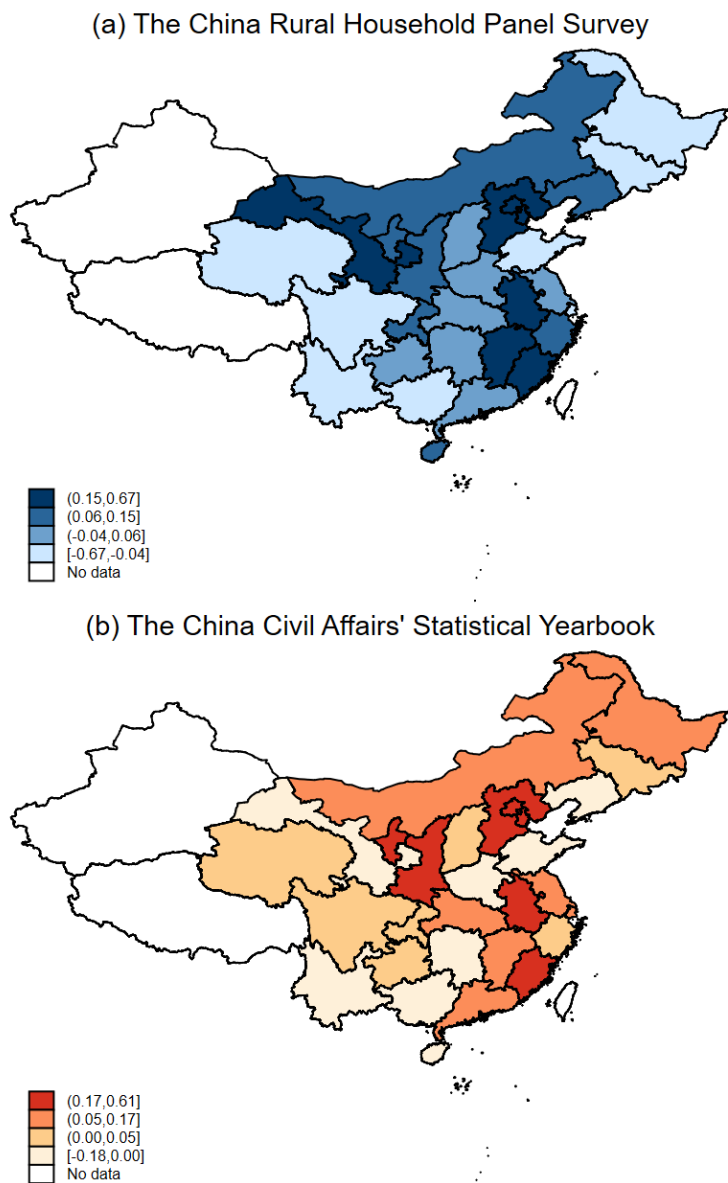 (a) The China Rural Household Panel Survey
(0.15,0.67]
(0.06,0.15]
(-0.04,0.06]
[-0.67,-0.04]
No data
(b) The China Civil Affairs' Statistical Yearbook
(0.17,0.61]
(0.05,0.17]
(0.00,0.05]
[-0.18,0.00]
No data